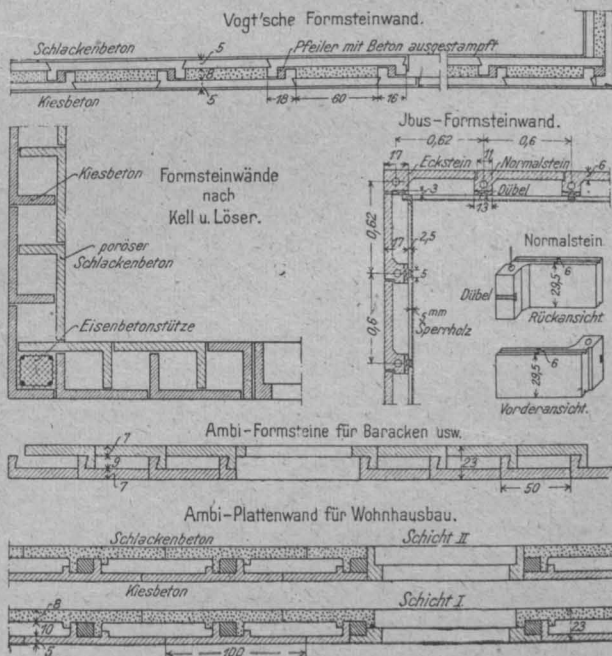 Vogt'sche Formsteinwand.
Schlackenbeton
5
Pfeiler mit Beton ausgestampft
8
Kiesbeton
5
18
60
16
Kiesbeton
Formsteinwände
nach
Kell u. Löser.
poröser
Schlackenbeton
Eisenbetonstütze
Jbus-Formsteinwand.
0,62
0,6
17
Eckstein
11
Normalstein
6
3
Dübel
13
0,62
17
2,5
5
0,6
5 mm
Sperrholz
Normalstein
6
29,5
Dübel
Rückansicht
6
29,5
Vorderansicht.
Ambi-Formsteine für Baracken usw.
7
9
7
23
50
Ambi-Plattenwand für Wohnhausbau.
Schlackenbeton
Schicht II
Kiesbeton
8
Schicht I
10
23
5
100